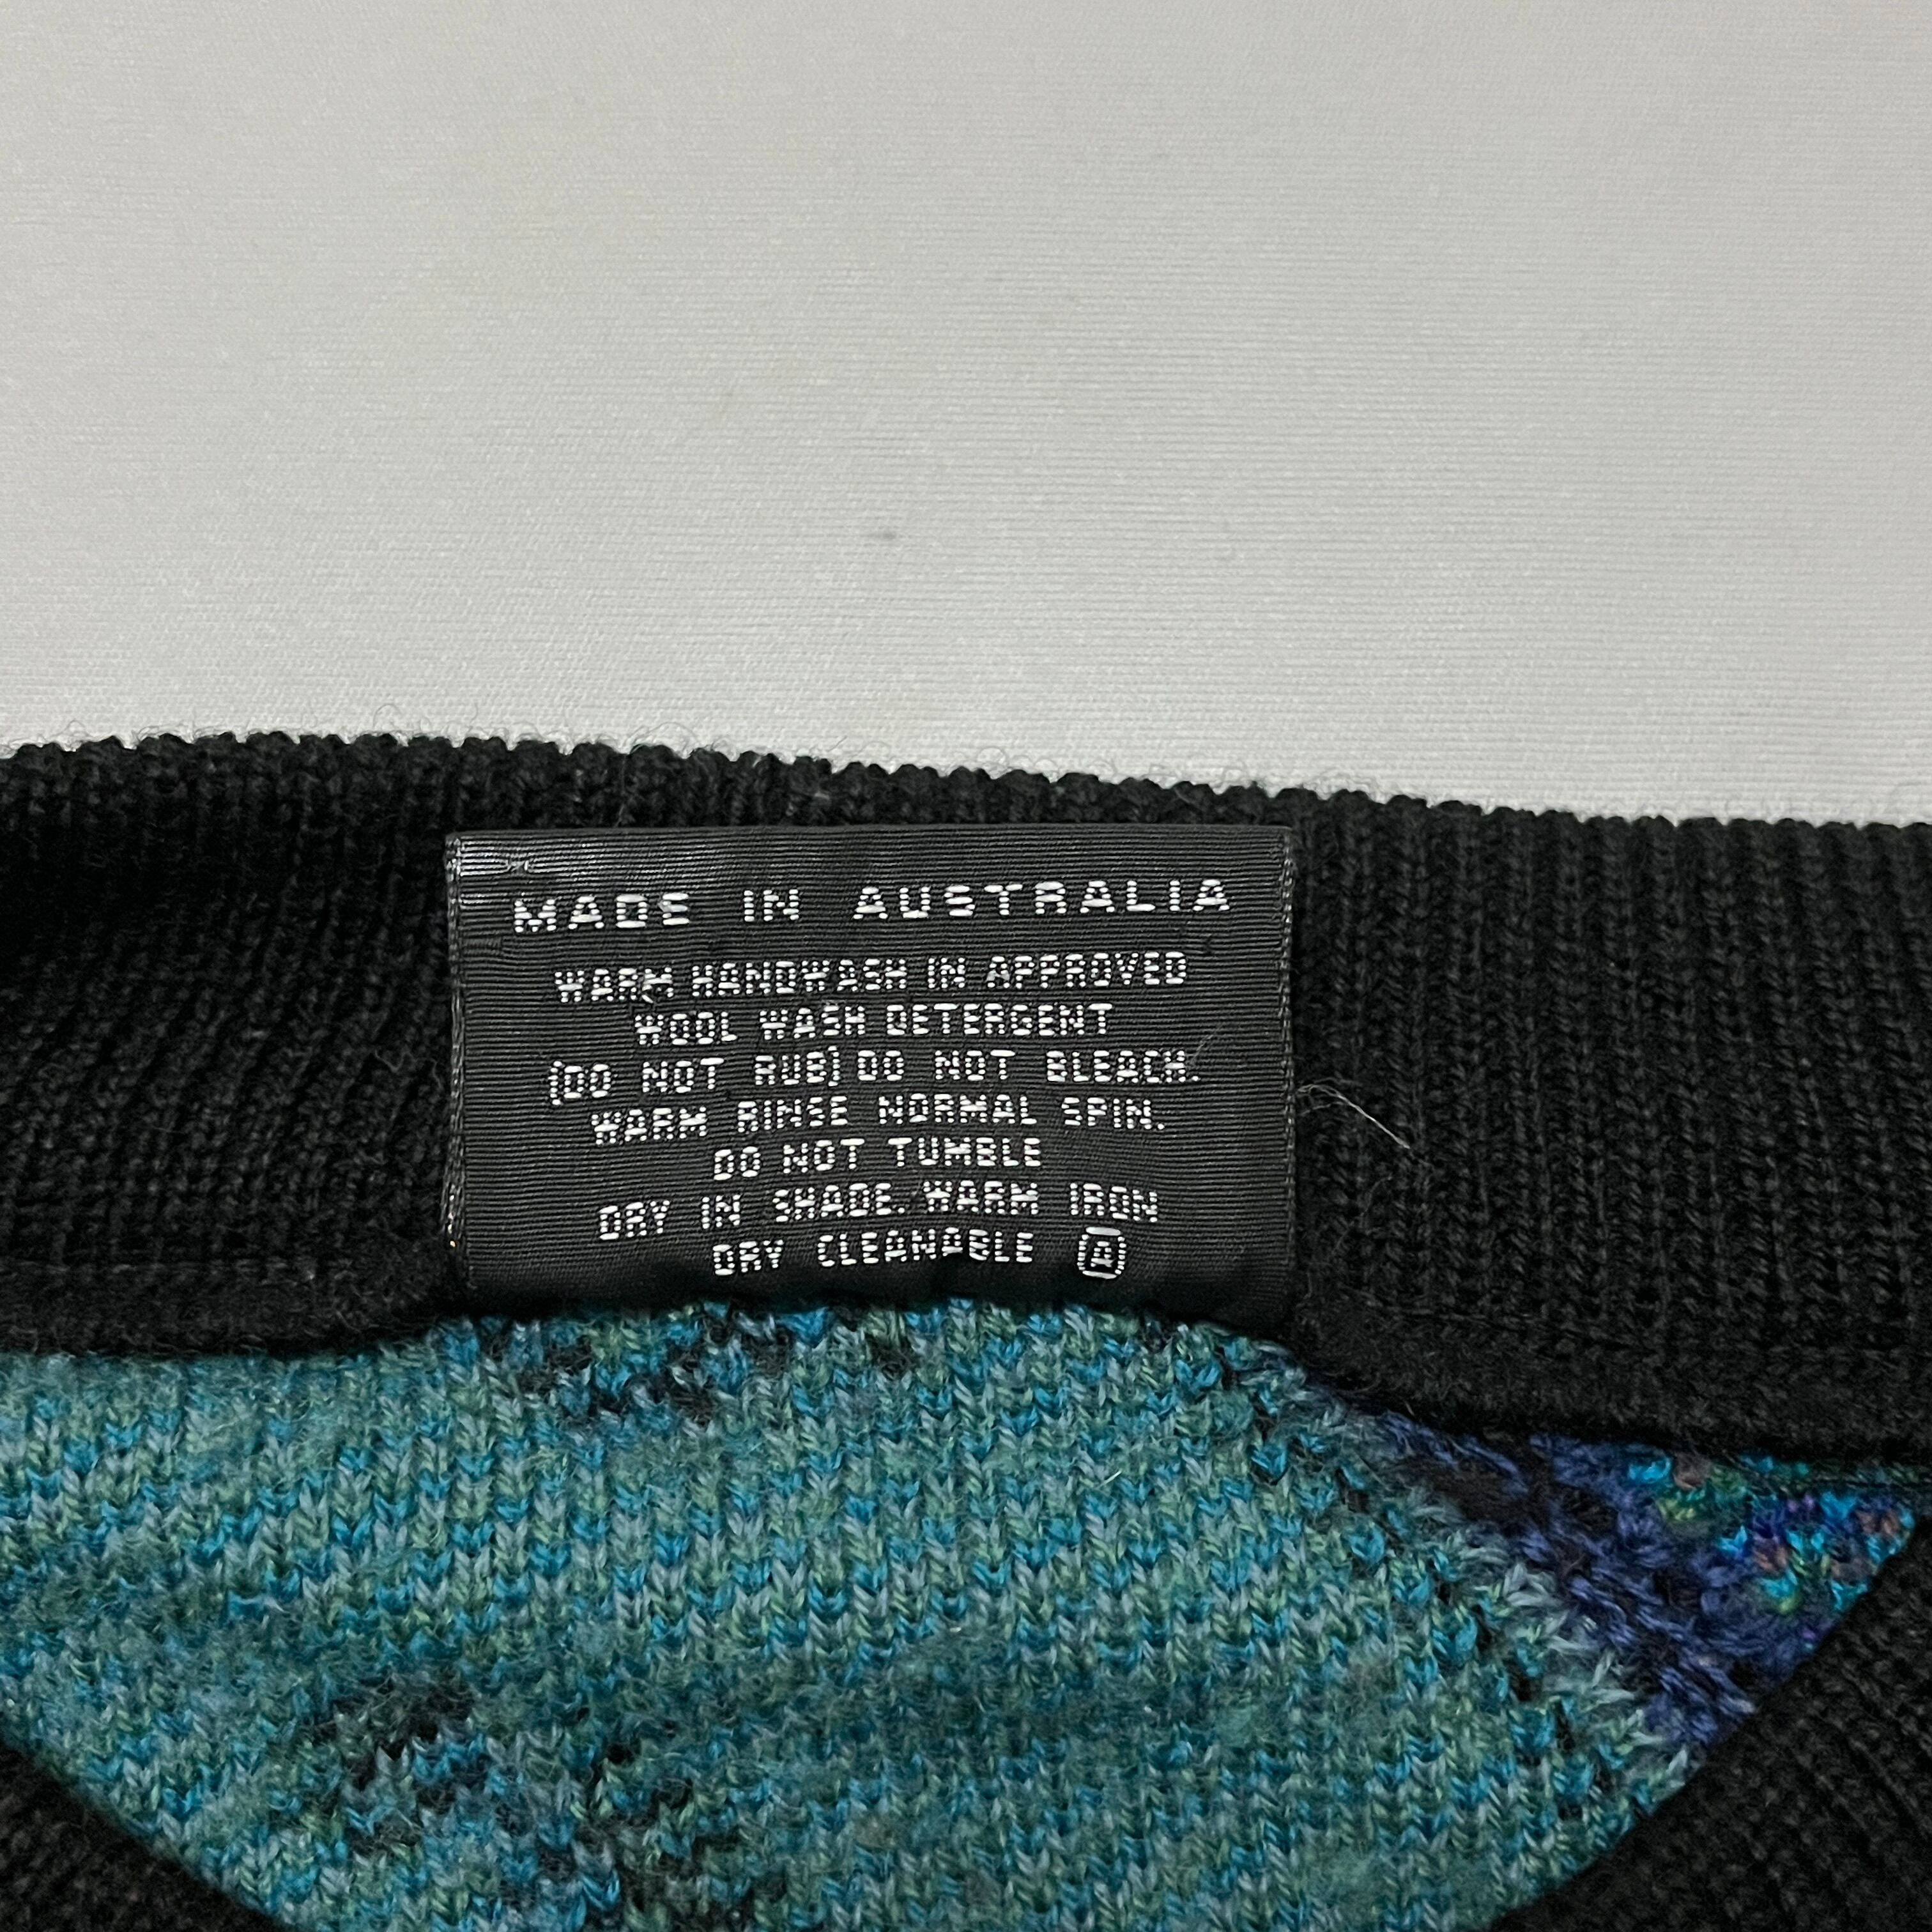 MADE IN AUSTRALIA
WARM HANDWASH IN APPROVED
WOOL WASH DETERGENT
(DO NOT RUB) DO NOT BLEACH.
WARM RINSE NORMAL SPIN.
DO NOT TUMBLE
DRY IN SHADE. WARM IRON
DRY CLEANABLE A